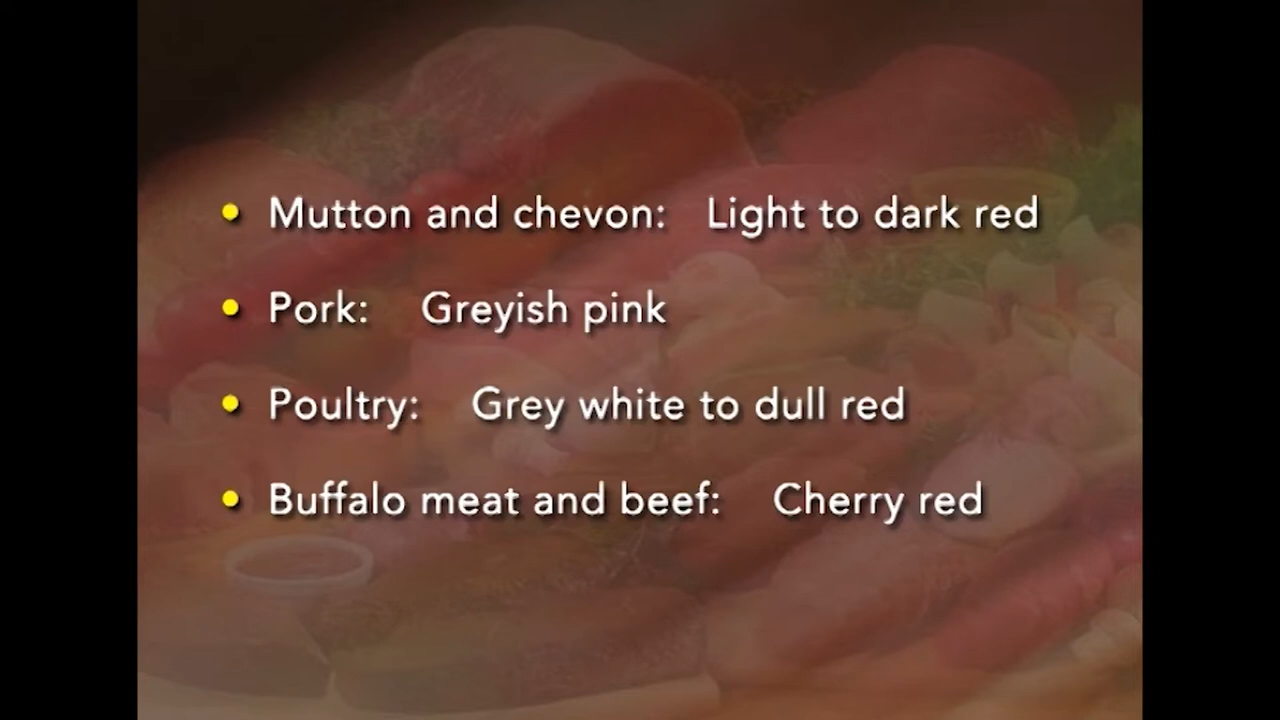 • Mutton and chevon: Light to dark red
• Pork: Greyish pink
• Poultry: Grey white to dull red
• Buffalo meat and beef: Cherry red